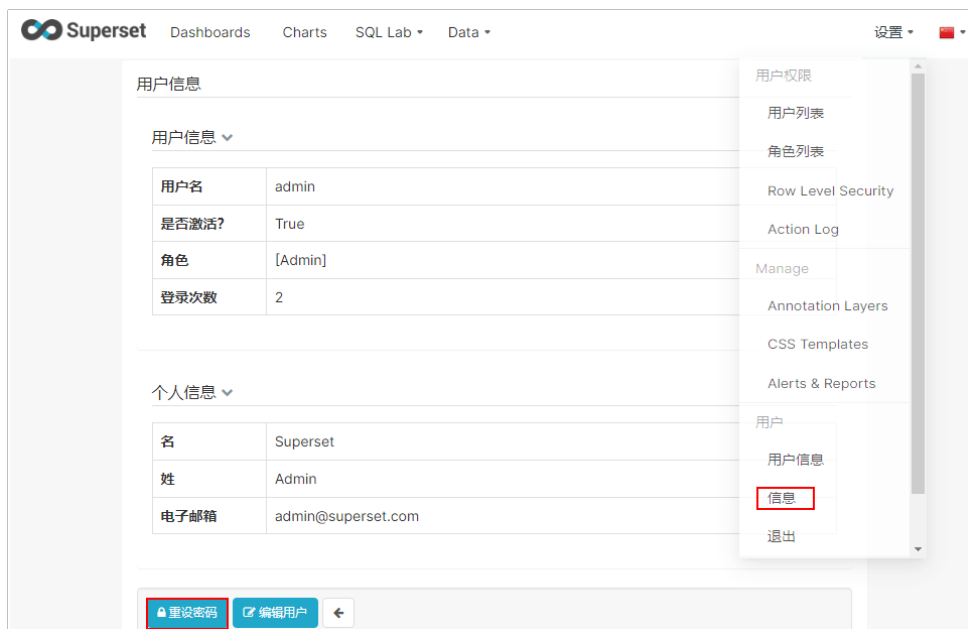 Superset Dashboards Charts SQL Lab Data 设置
用户信息
用户信息
用户名 admin
是否激活? True
角色 [Admin]
登录次数 2
个人信息
名 Superset
姓 Admin
电子邮箱 admin@superset.com
重设密码 编辑用户
用户权限
用户列表
角色列表
Row Level Security
Action Log
Manage
Annotation Layers
CSS Templates
Alerts & Reports
用户
用户信息
信息
退出